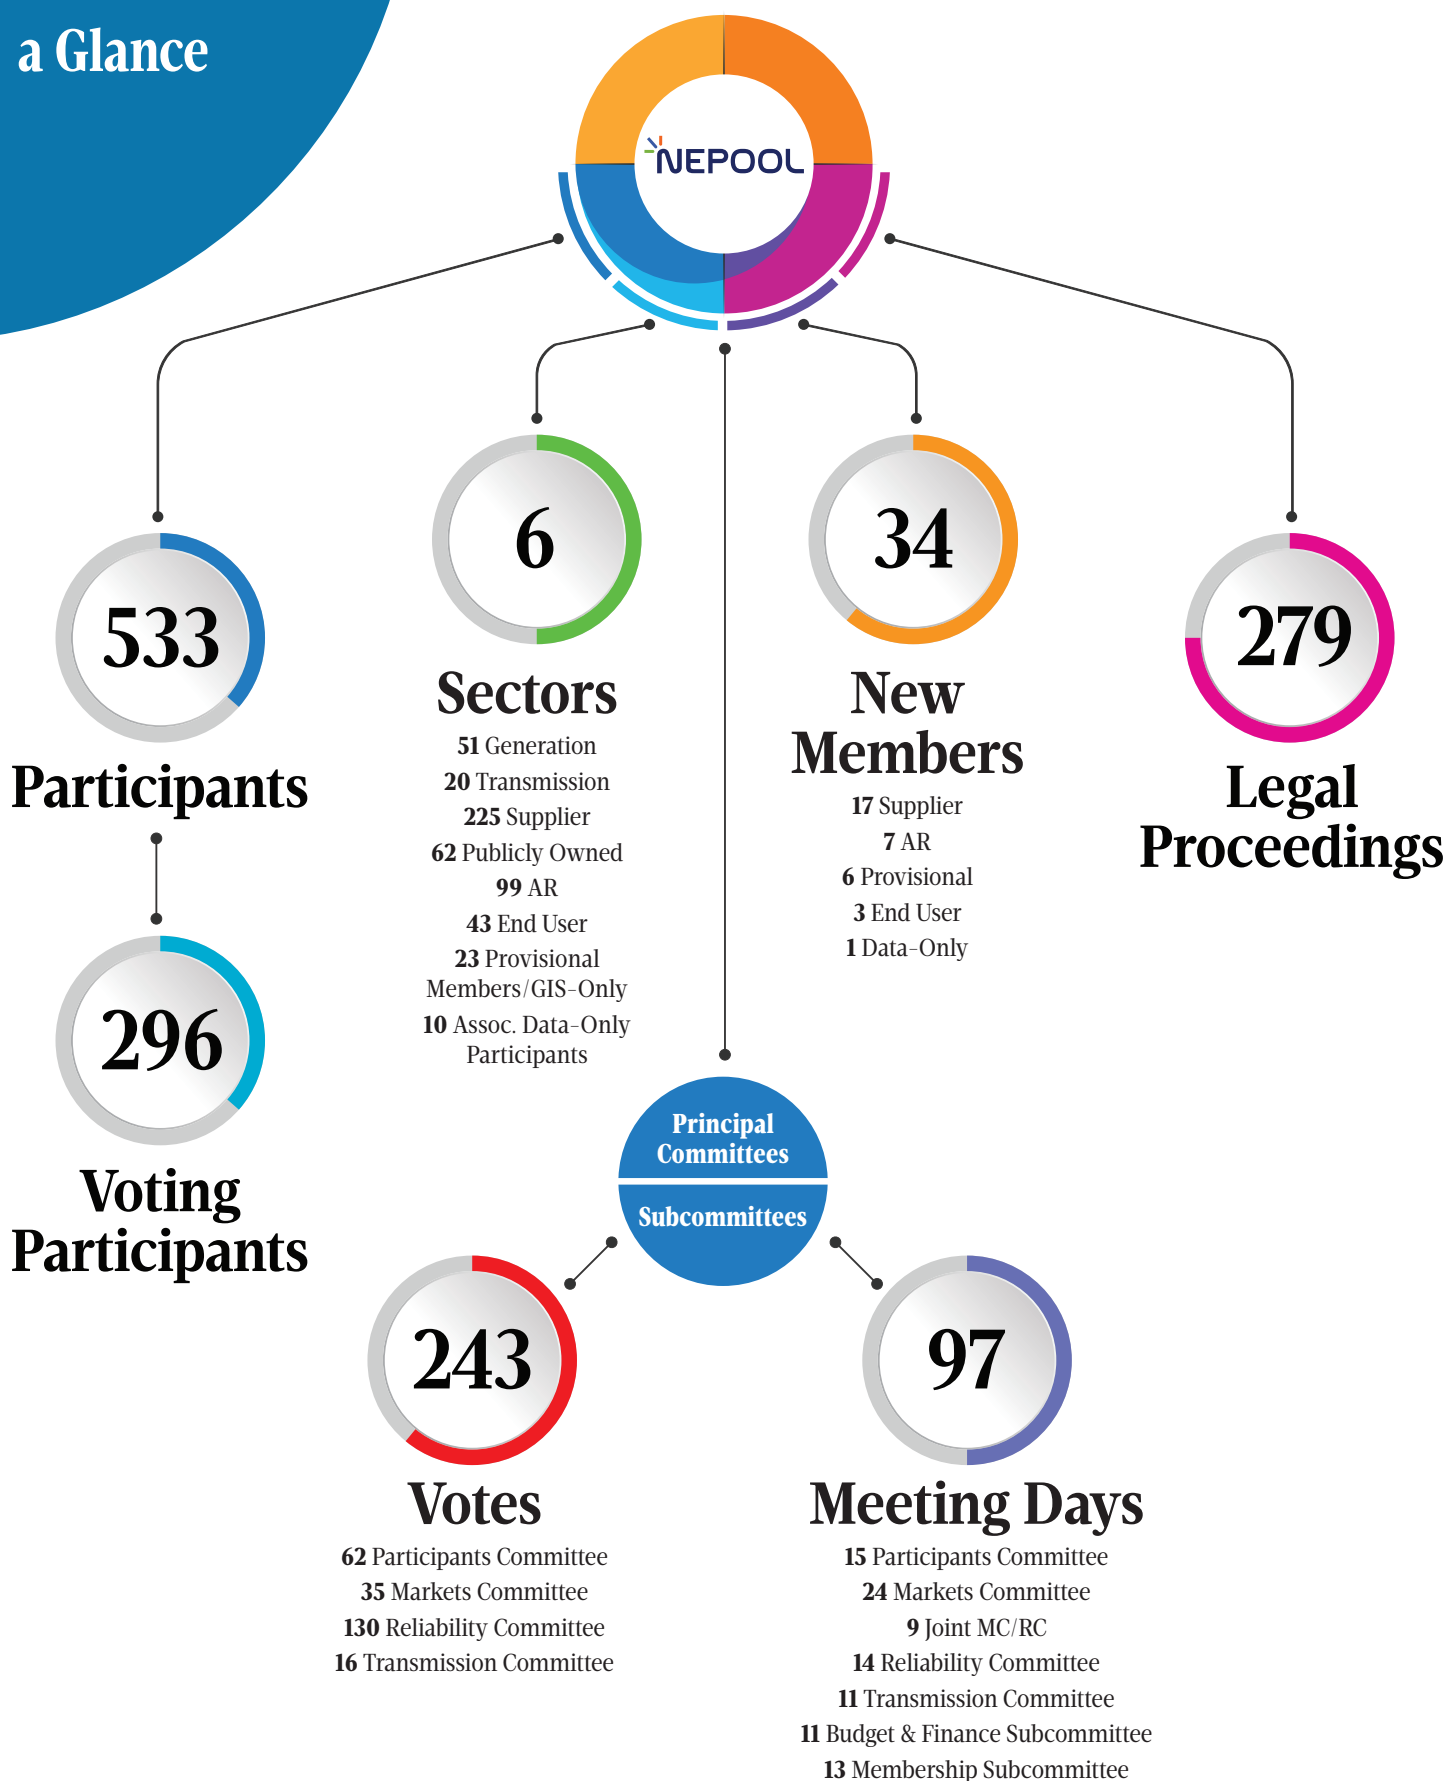 a Glance
NEPOOL
533
Participants
296
Voting
Participants
6
Sectors
51 Generation
20 Transmission
225 Supplier
62 Publicly Owned
99 AR
43 End User
23 Provisional
Members/GIS-Only
10 Assoc. Data-Only
Participants
34
New
Members
17 Supplier
7 AR
6 Provisional
3 End User
1 Data-Only
279
Legal
Proceedings
Principal
Committees
Subcommittees
243
Votes
62 Participants Committee
35 Markets Committee
130 Reliability Committee
16 Transmission Committee
97
Meeting Days
15 Participants Committee
24 Markets Committee
9 Joint MC/RC
14 Reliability Committee
11 Transmission Committee
11 Budget & Finance Subcommittee
13 Membership Subcommittee